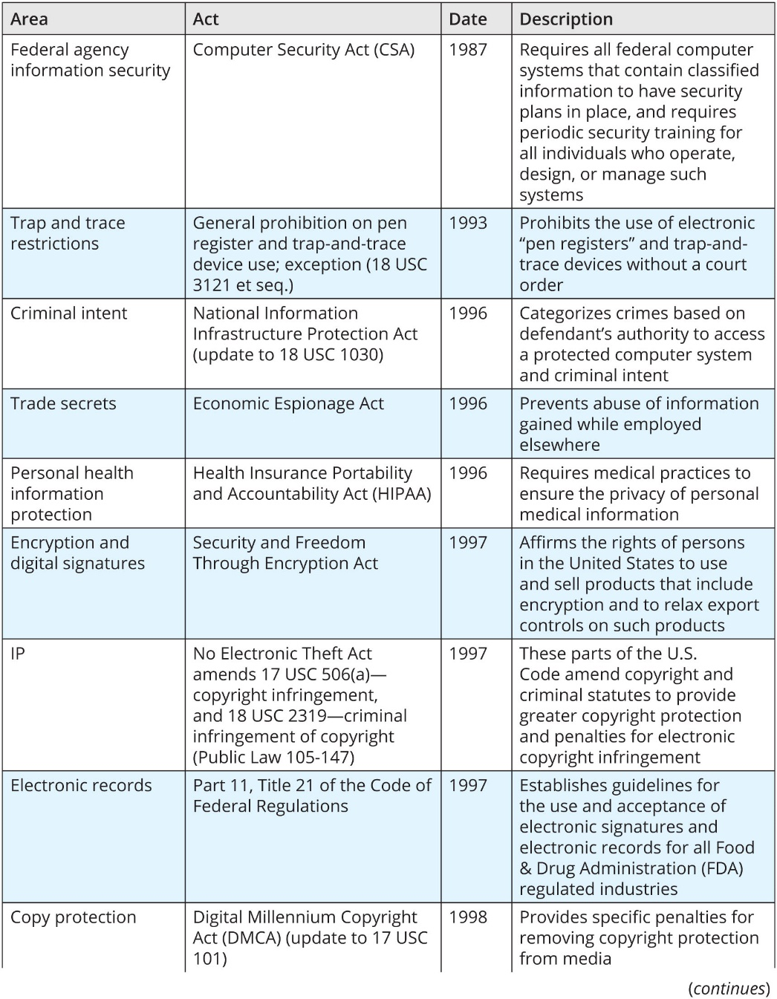 Area Act Date Description
Federal agency information security Computer Security Act (CSA) 1987 Requires all federal computer systems that contain classified information to have security plans in place, and requires periodic security training for all individuals who operate, design, or manage such systems
Trap and trace restrictions General prohibition on pen register and trap-and-trace device use; exception (18 USC 3121 et seq.) 1993 Prohibits the use of electronic “pen registers” and trap-and-trace devices without a court order
Criminal intent National Information Infrastructure Protection Act (update to 18 USC 1030) 1996 Categorizes crimes based on defendant’s authority to access a protected computer system and criminal intent
Trade secrets Economic Espionage Act 1996 Prevents abuse of information gained while employed elsewhere
Personal health information protection Health Insurance Portability and Accountability Act (HIPAA) 1996 Requires medical practices to ensure the privacy of personal medical information
Encryption and digital signatures Security and Freedom Through Encryption Act 1997 Affirms the rights of persons in the United States to use and sell products that include encryption and to relax export controls on such products
IP No Electronic Theft Act amends 17 USC 506(a)—copyright infringement, and 18 USC 2319—criminal infringement of copyright (Public Law 105-147) 1997 These parts of the U.S. Code amend copyright and criminal statutes to provide greater copyright protection and penalties for electronic copyright infringement
Electronic records Part 11, Title 21 of the Code of Federal Regulations 1997 Establishes guidelines for the use and acceptance of electronic signatures and electronic records for all Food & Drug Administration (FDA) regulated industries
Copy protection Digital Millennium Copyright Act (DMCA) (update to 17 USC 101) 1998 Provides specific penalties for removing copyright protection from media
(continues)